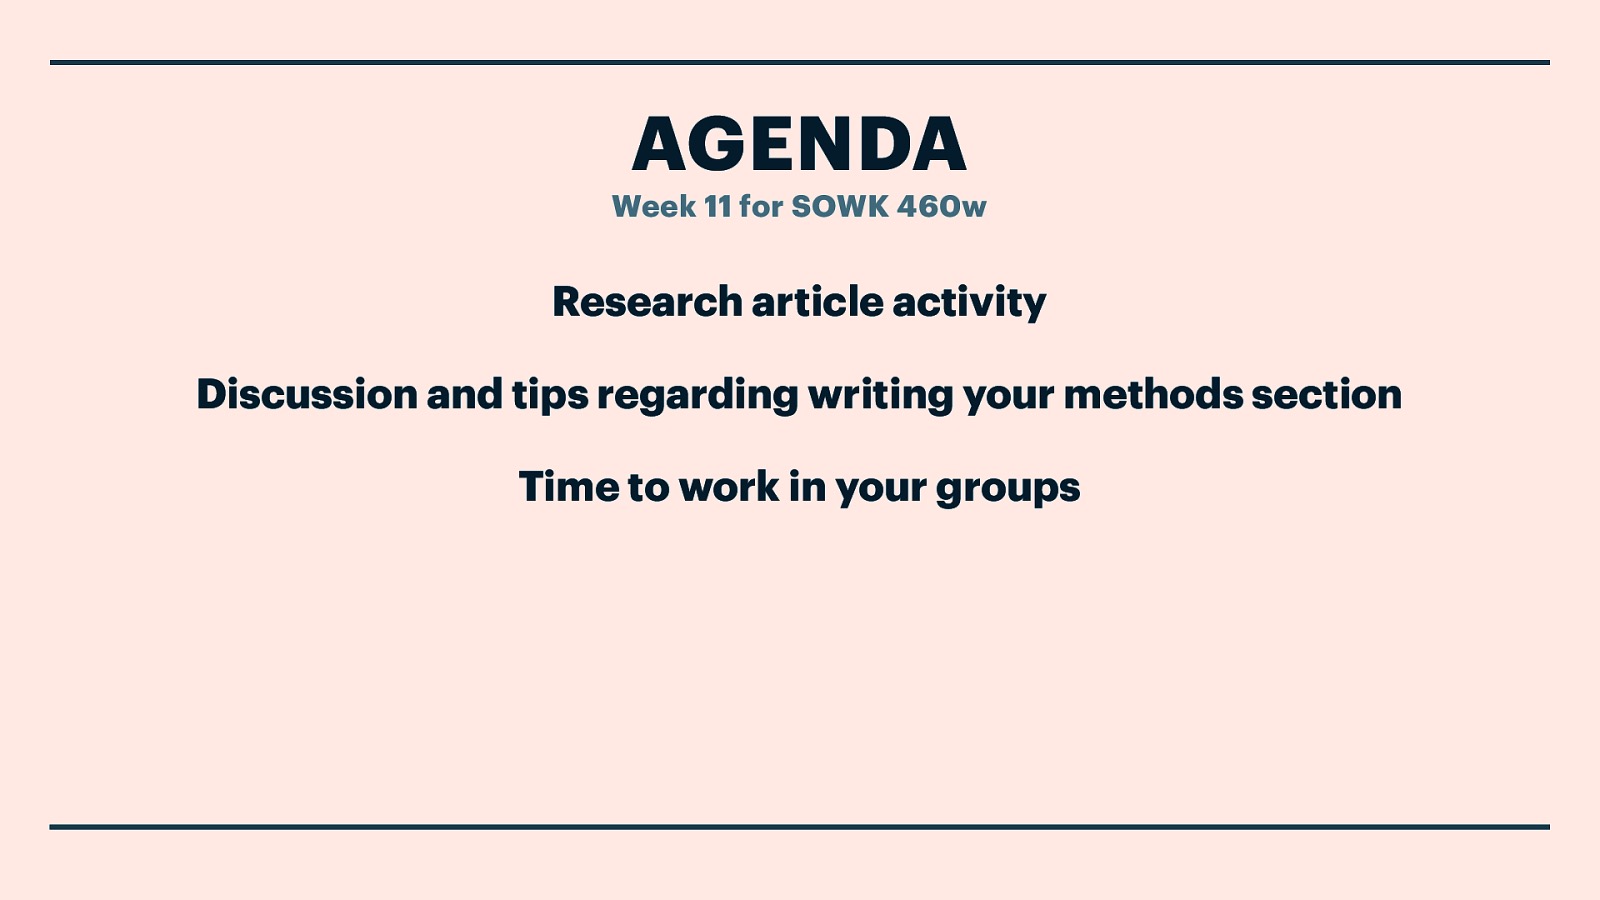 AGENDA
Week 11 for SOWK 460w
Research article activity
Discussion and tips regarding writing your methods section
Time to work in your groups